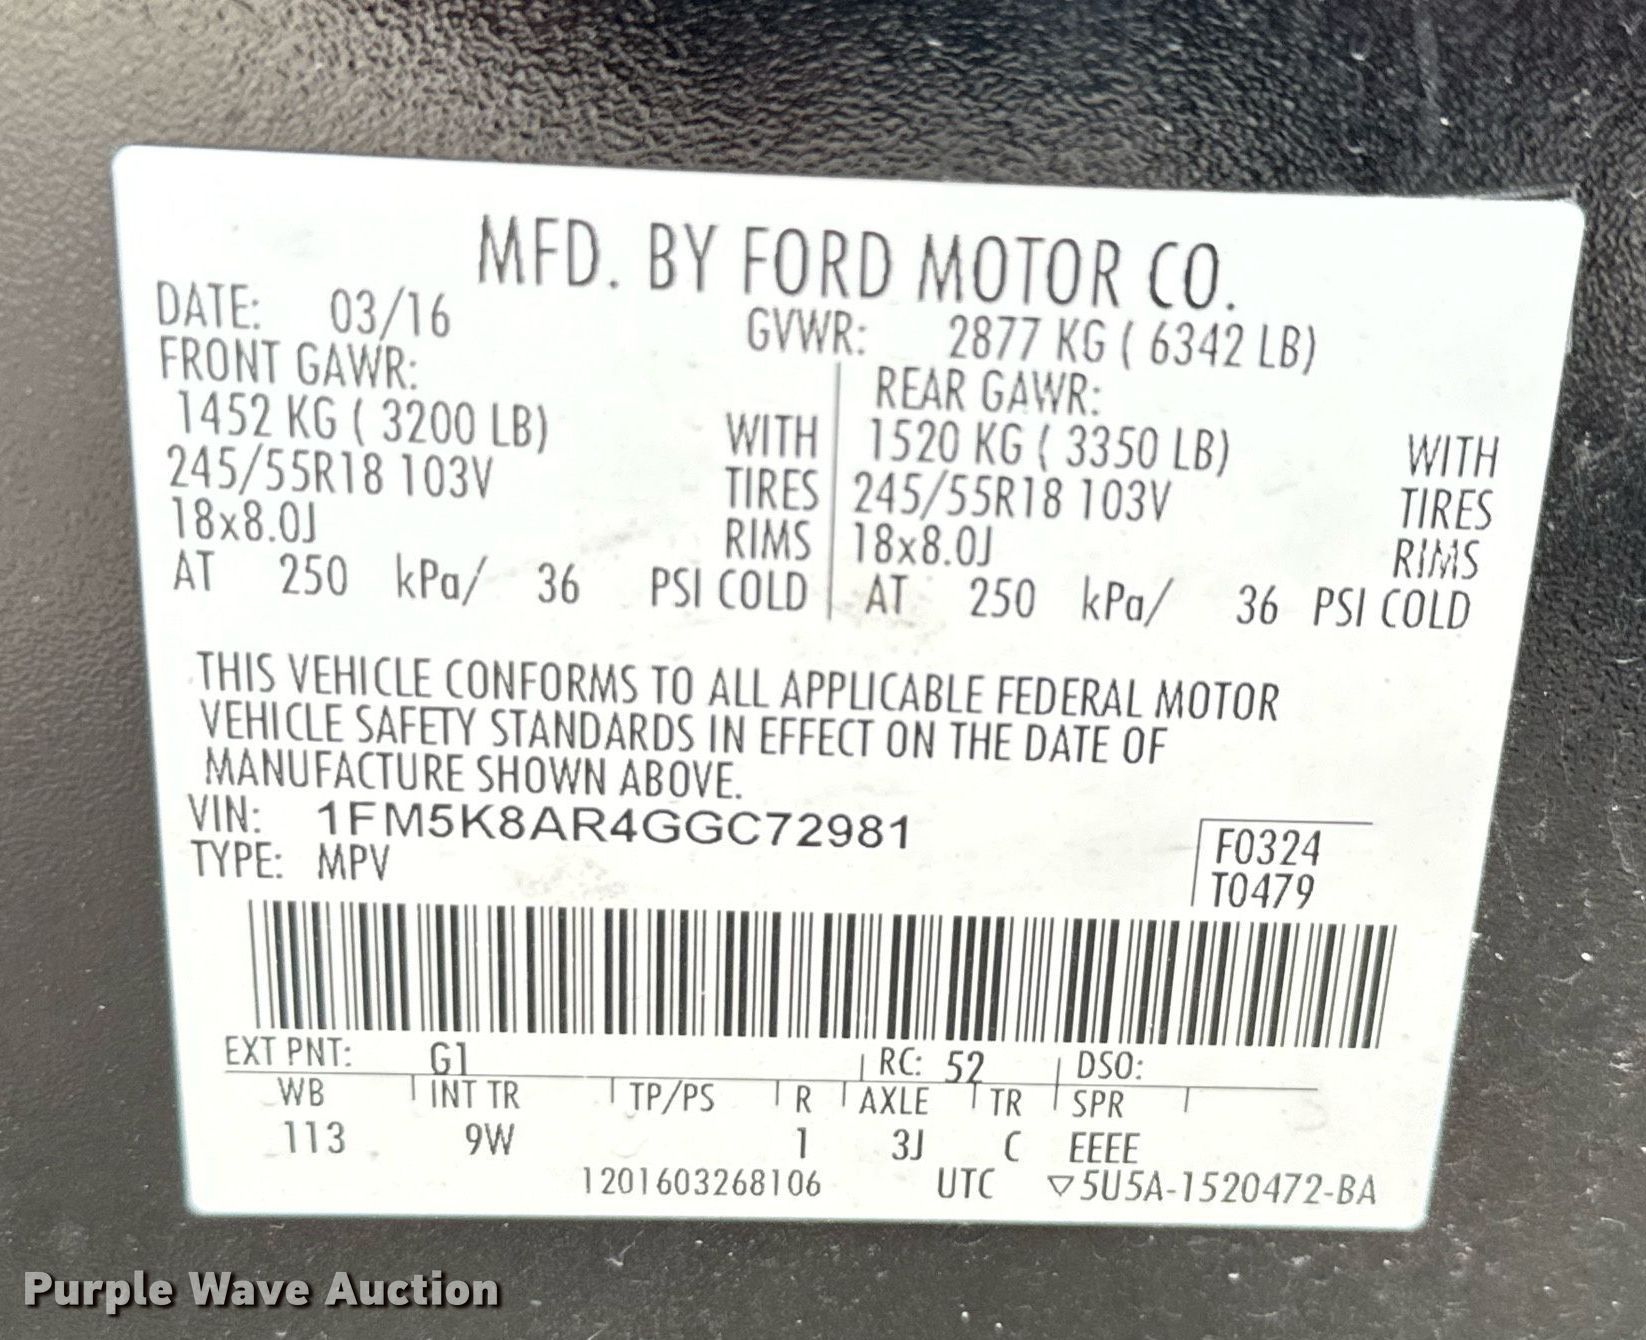 MFD. BY FORD MOTOR CO.
DATE: 03/16 GVWR: 2877 KG ( 6342 LB)
FRONT GAWR: REAR GAWR:
1452 KG ( 3200 LB) WITH 1520 KG ( 3350 LB) WITH
245/55R18 103V TIRES 245/55R18 103V TIRES
18x8.0J RIMS 18x8.0J RIMS
AT 250 kPa/ 36 PSI COLD AT 250 kPa/ 36 PSI COLD
THIS VEHICLE CONFORMS TO ALL APPLICABLE FEDERAL MOTOR
VEHICLE SAFETY STANDARDS IN EFFECT ON THE DATE OF
MANUFACTURE SHOWN ABOVE.
VIN: 1FM5K8AR4GGC72981
TYPE: MPV
F0324
T0479
EXT PNT: G1 RC: 52 DSO:
WB INT TR TP/PS R AXLE TR SPR
113 9W 1 3J C EEEE
1201603268106 UTC ▽5U5A-1520472-BA
Purple Wave Auction